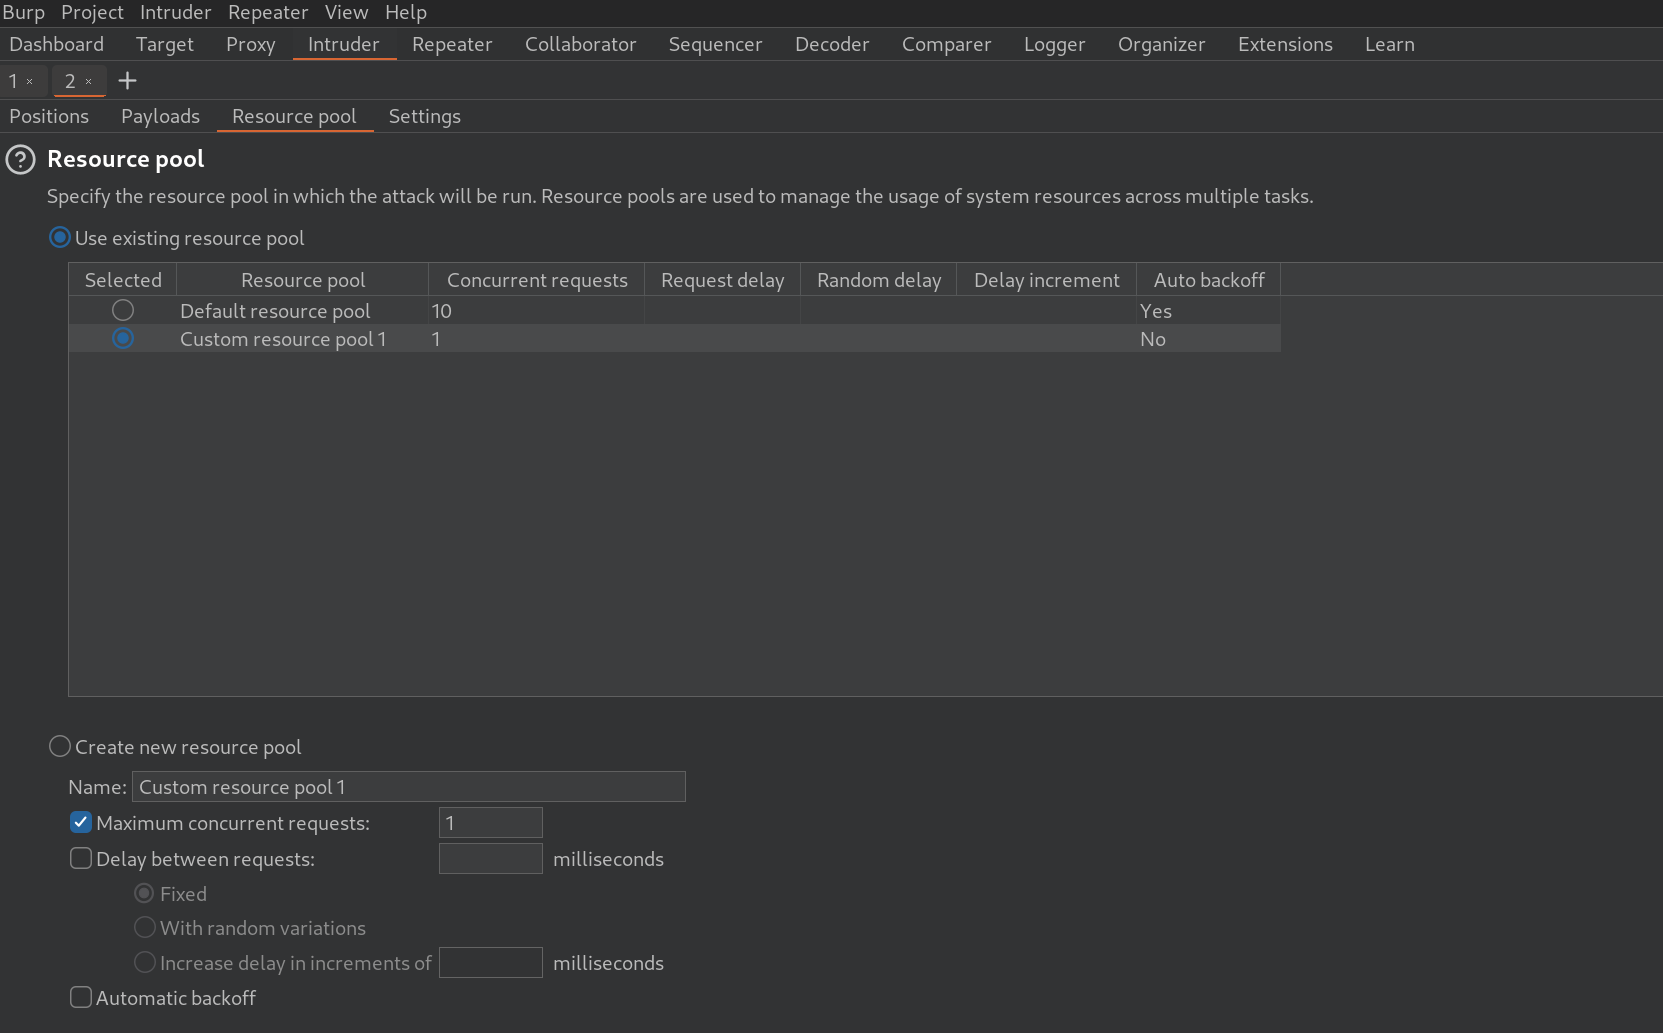 Burp Project Intruder Repeater View Help
Dashboard Target Proxy Intruder Repeater Collaborator Sequencer Decoder Comparer Logger Organizer Extensions Learn
1 × 2 × +
Positions Payloads Resource pool Settings
? Resource pool
Specify the resource pool in which the attack will be run. Resource pools are used to manage the usage of system resources across multiple tasks.
Use existing resource pool
Selected Resource pool Concurrent requests Request delay Random delay Delay increment Auto backoff
Default resource pool 10 Yes
Custom resource pool 1 1 No
Create new resource pool
Name: Custom resource pool 1
Maximum concurrent requests: 1
Delay between requests: milliseconds
Fixed
With random variations
Increase delay in increments of milliseconds
Automatic backoff